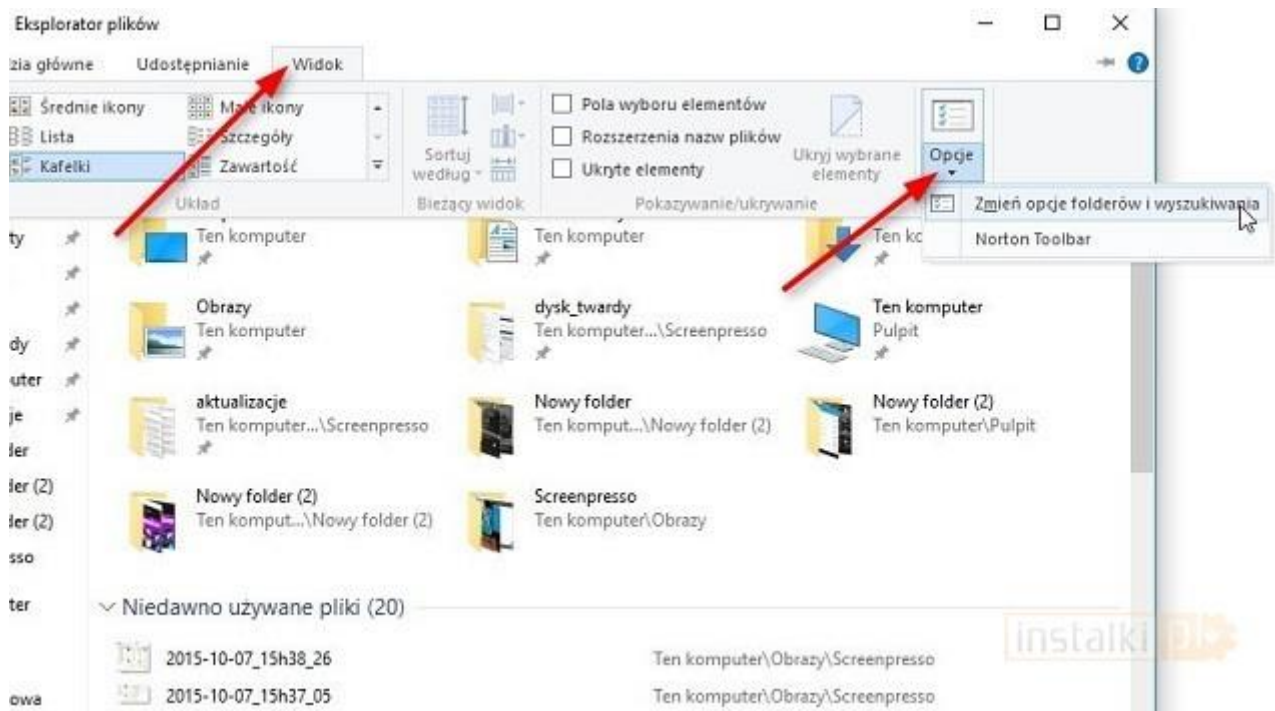 Eksplorator plików
zia główne Udostępnianie Widok
Średnie ikony Małe ikony
Lista Szczegóły
Kafelki Zawartość
Układ
Sortuj
według
Bieżący widok
Pola wyboru elementów
Rozszerzenia nazw plików
Ukryte elementy
Ukryj wybrane
elementy
Pokazywanie/ukrywanie
Opcje
Zmień opcje folderów i wyszukiwania
Norton Toolbar
ty
dy
uter
je
der
der (2)
der (2)
sso
ter
owa
Ten komputer
Ten komputer
Ten kc
Obrazy
Ten komputer
dysk_twardy
Ten komputer...\Screenpresso
Ten komputer
Pulpit
aktualizacje
Ten komputer...\Screenpresso
Nowy folder
Ten komput...\Nowy folder (2)
Nowy folder (2)
Ten komputer\Pulpit
Nowy folder (2)
Ten komput...\Nowy folder (2)
Screenpresso
Ten komputer\Obrazy
Niedawno używane pliki (20)
2015-10-07_15h38_26 Ten komputer\Obrazy\Screenpresso
2015-10-07_15h37_05 Ten komputer\Obrazy\Screenpresso
instalki.pl